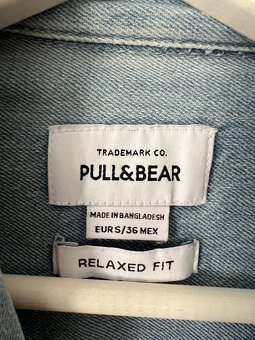 TRADEMARK CO.
PULL&BEAR
MADE IN BANGLADESH
EUR S/36 MEX
RELAXED FIT